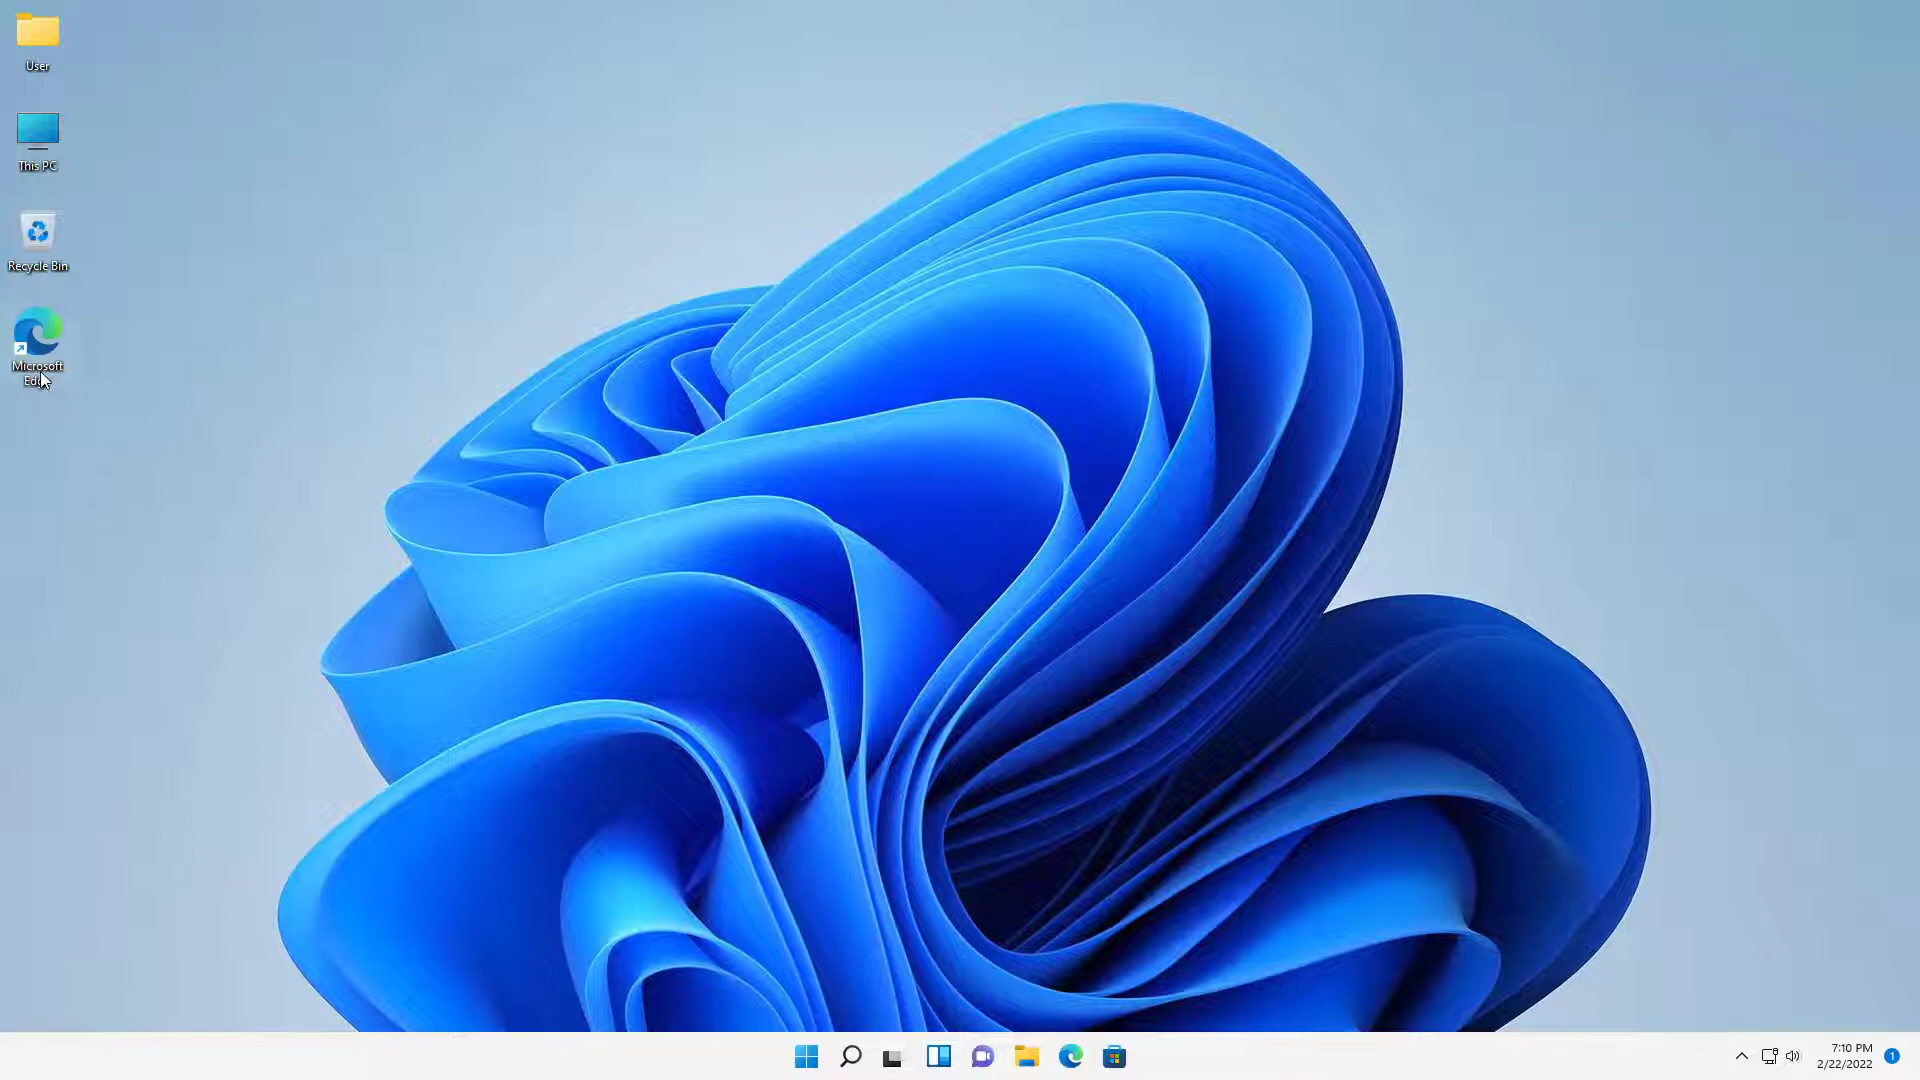 User
This PC
Recycle Bin
Microsoft
7:10 PM
2/22/2022
1